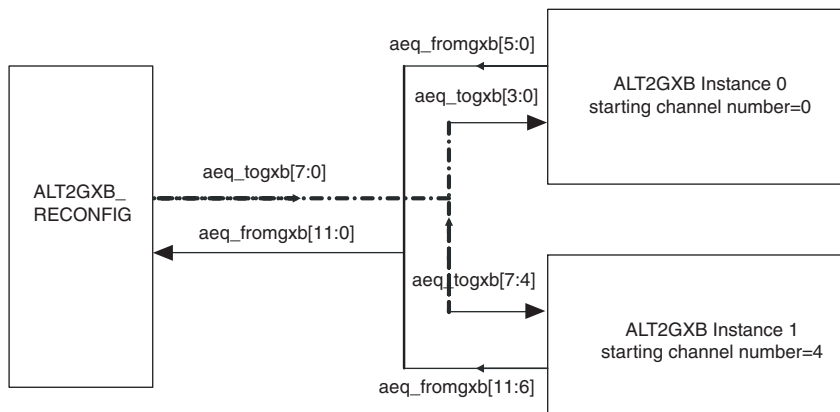 aeq_fromgxb[5:0]
ALT2GXB Instance 0
starting channel number=0
aeq_togxb[3:0]
aeq_togxb[7:0]
ALT2GXB_
RECONFIG
aeq_fromgxb[11:0]
aeq_togxb[7:4]
ALT2GXB Instance 1
starting channel number=4
aeq_fromgxb[11:6]